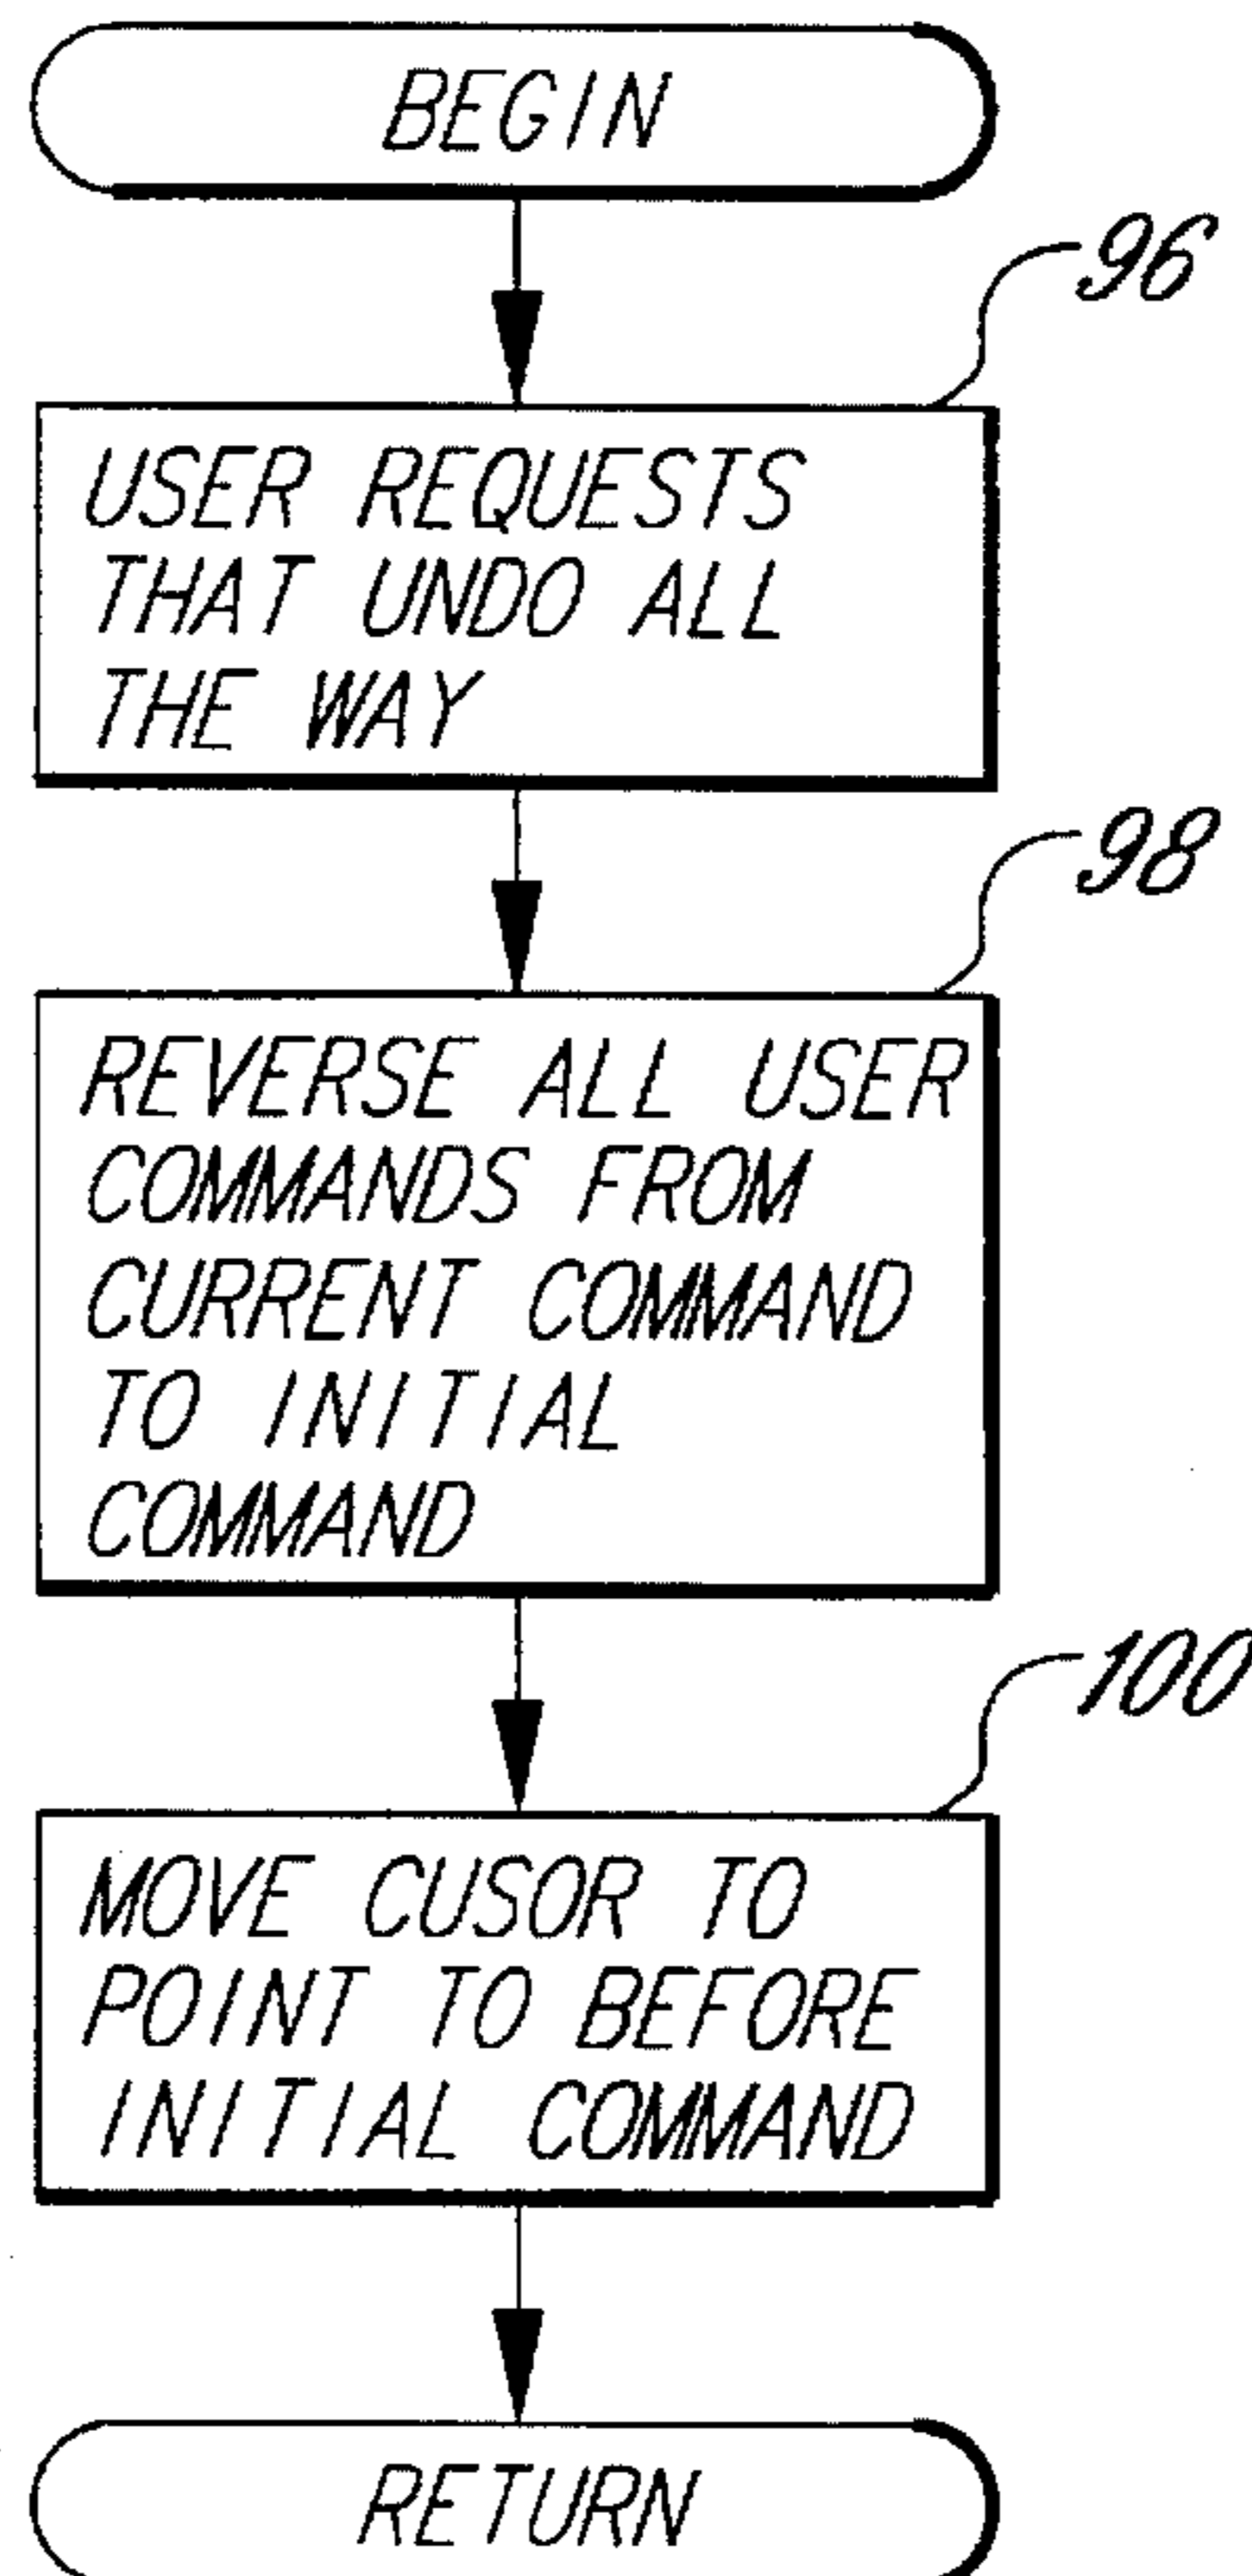 BEGIN
96
USER REQUESTS
THAT UNDO ALL
THE WAY
98
REVERSE ALL USER
COMMANDS FROM
CURRENT COMMAND
TO INITIAL
COMMAND
100
MOVE CUSOR TO
POINT TO BEFORE
INITIAL COMMAND
RETURN